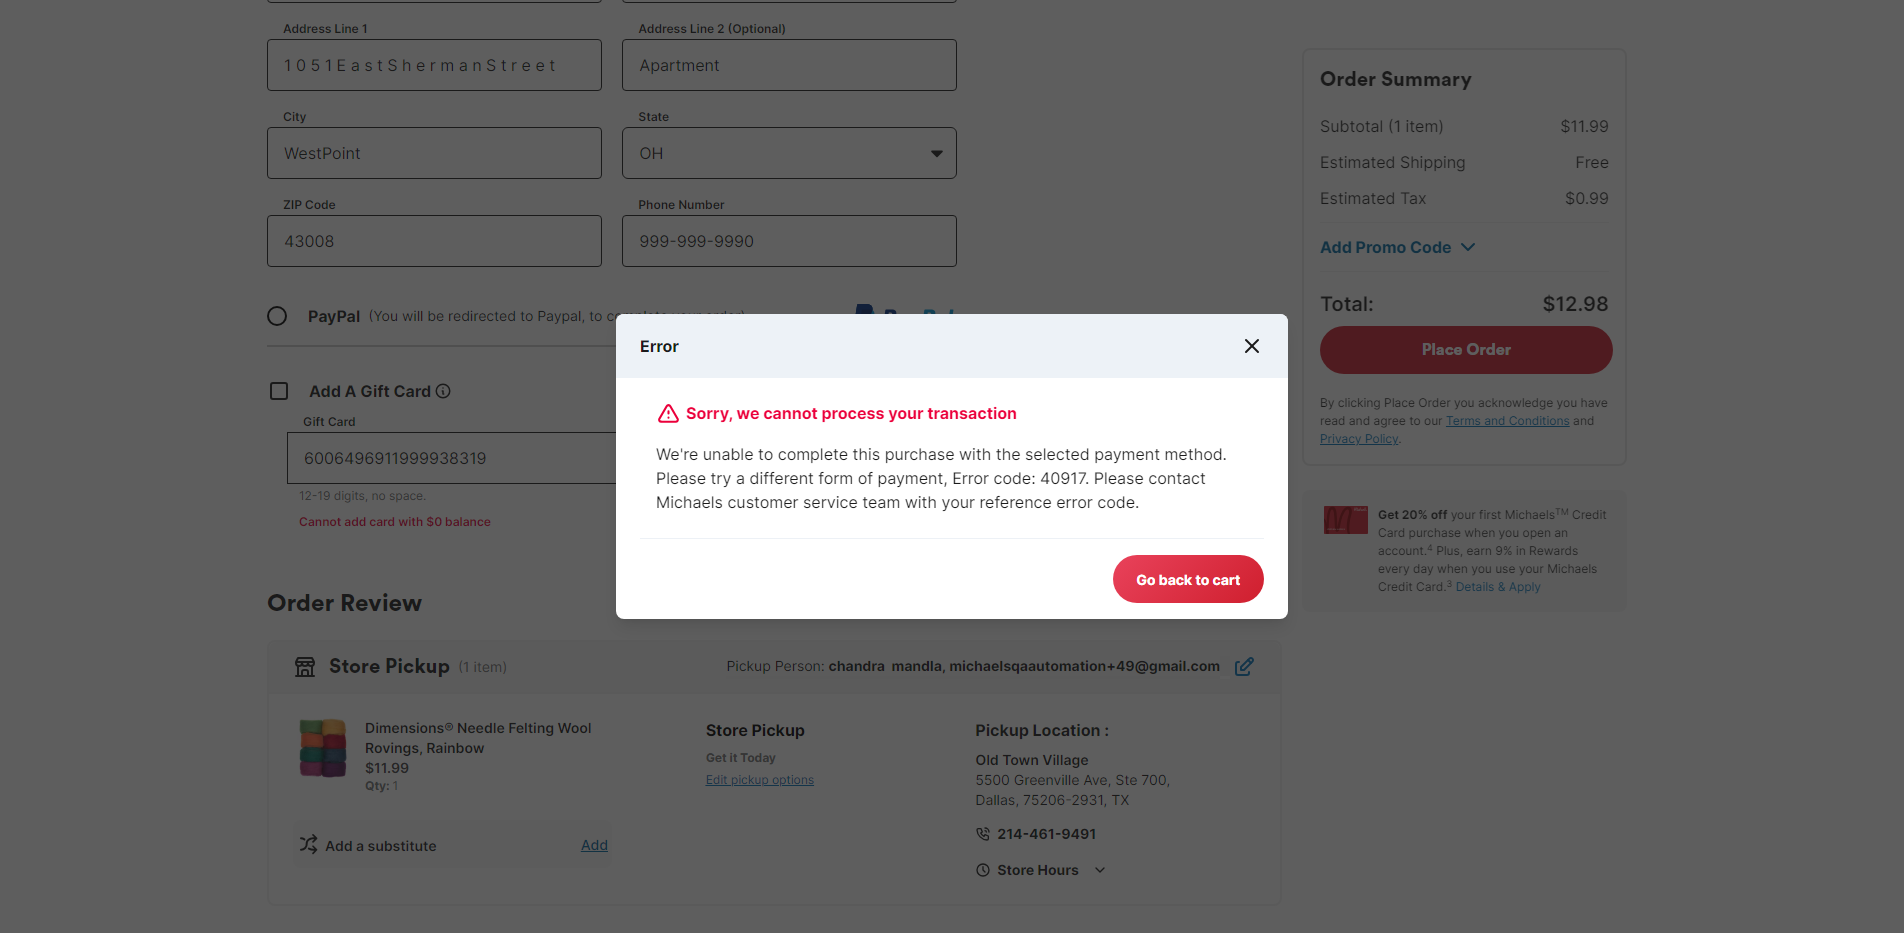 Address Line 1
Address Line 2 (Optional)
1 0 5 1 E a s t S h e r m a n S t r e e t
Apartment
City
State
WestPoint
OH
ZIP Code
Phone Number
43008
999-999-9990
PayPal (You will be redirected to Paypal, to complete your order)
Add A Gift Card
Gift Card
6006496911999938319
12-19 digits, no space.
Cannot add card with $0 balance
Error
Sorry, we cannot process your transaction
We're unable to complete this purchase with the selected payment method.
Please try a different form of payment, Error code: 40917. Please contact
Michaels customer service team with your reference error code.
Go back to cart
Order Summary
Subtotal (1 item) $11.99
Estimated Shipping Free
Estimated Tax $0.99
Add Promo Code
Total: $12.98
Place Order
By clicking Place Order you acknowledge you have
read and agree to our Terms and Conditions and
Privacy Policy.
Get 20% off your first Michaels™ Credit
Card purchase when you open an
account.⁴ Plus, earn 9% in Rewards
every day when you use your Michaels
Credit Card.³ Details & Apply
Order Review
Store Pickup (1 item)
Pickup Person: chandra mandla, michaelsqaautomation+49@gmail.com
Dimensions® Needle Felting Wool
Rovings, Rainbow
$11.99
Qty: 1
Add a substitute
Add
Store Pickup
Get it Today
Edit pickup options
Pickup Location :
Old Town Village
5500 Greenville Ave, Ste 700,
Dallas, 75206-2931, TX
214-461-9491
Store Hours